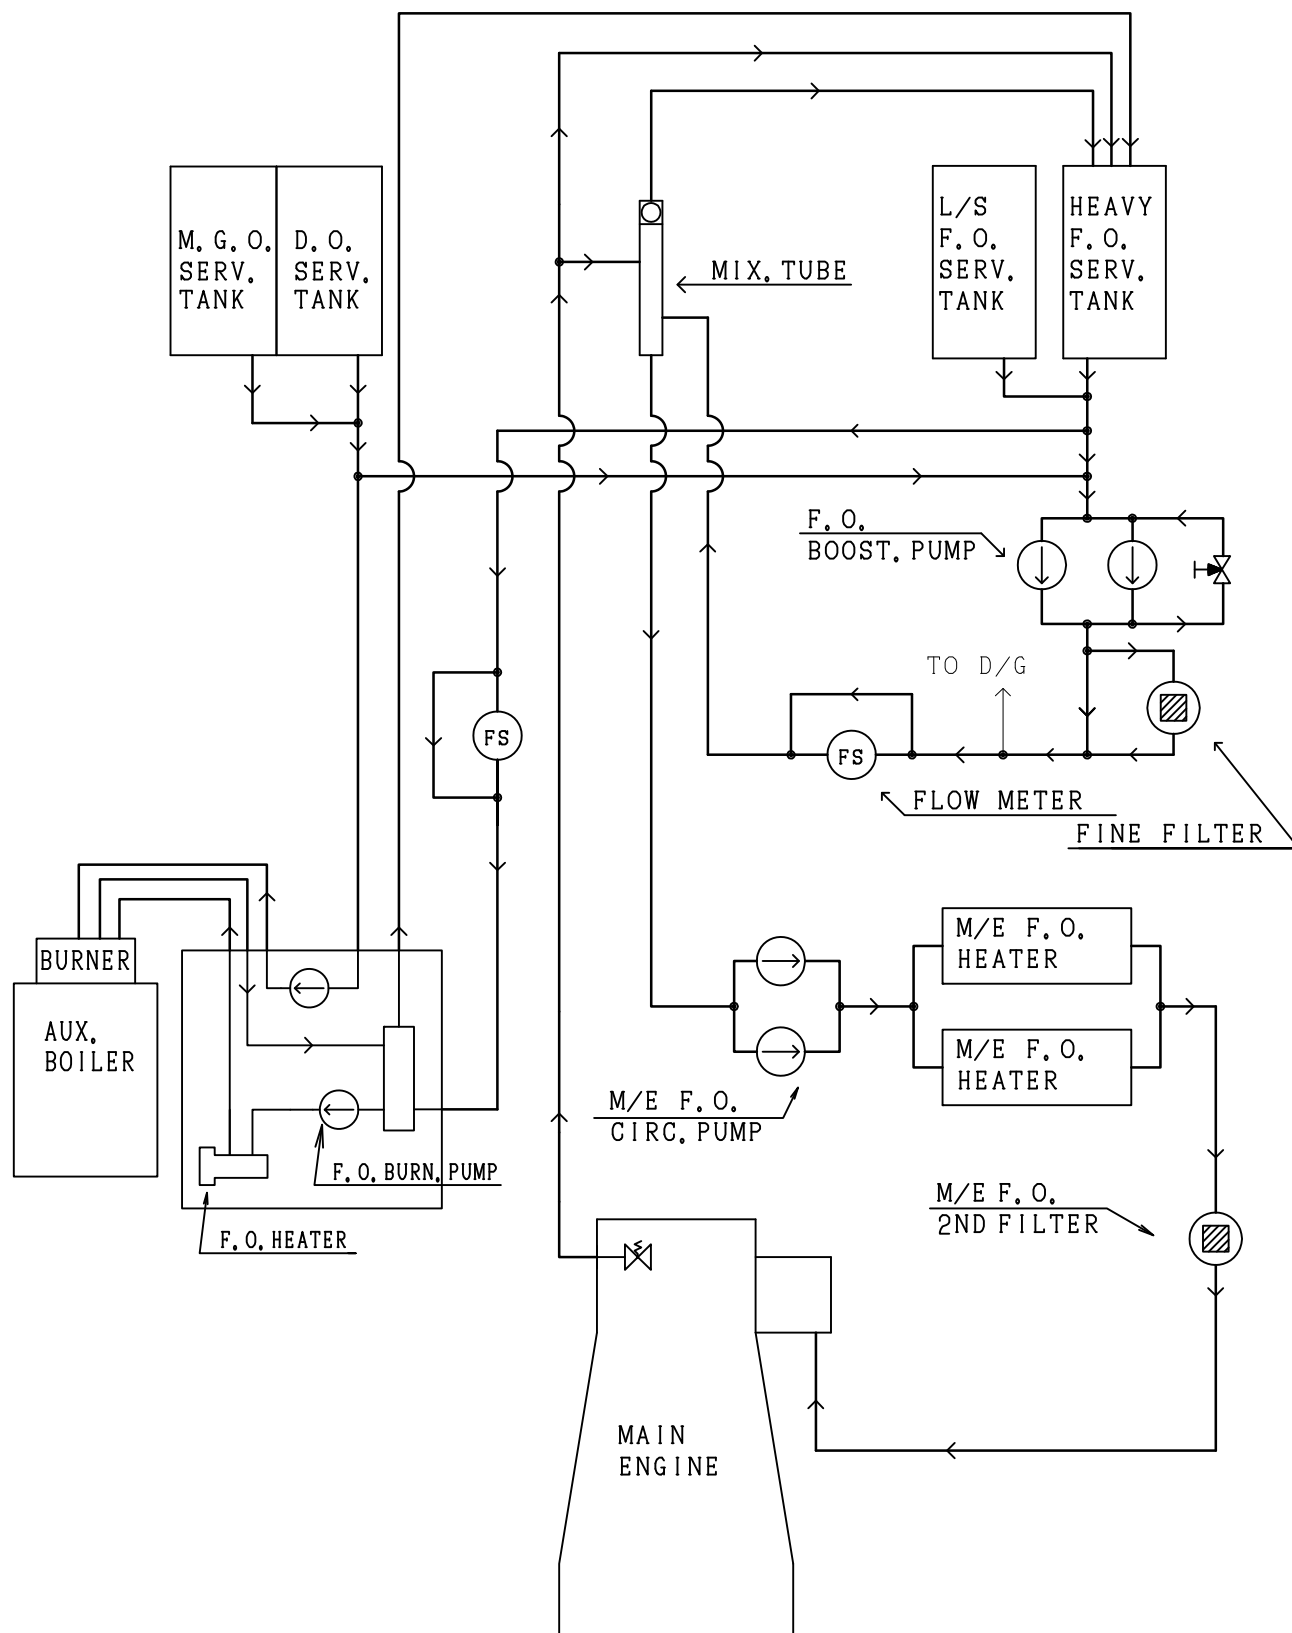 M. G. O.
SERV.
TANK
D. O.
SERV.
TANK
L/S
F. O.
SERV.
TANK
HEAVY
F. O.
SERV.
TANK
MIX. TUBE
F. O.
BOOST. PUMP
TO D/G
FS
FS
FLOW METER
FINE FILTER
BURNER
AUX.
BOILER
M/E F. O.
HEATER
M/E F. O.
HEATER
M/E F. O.
CIRC. PUMP
F. O. BURN. PUMP
F. O. HEATER
M/E F. O.
2ND FILTER
MAIN
ENGINE